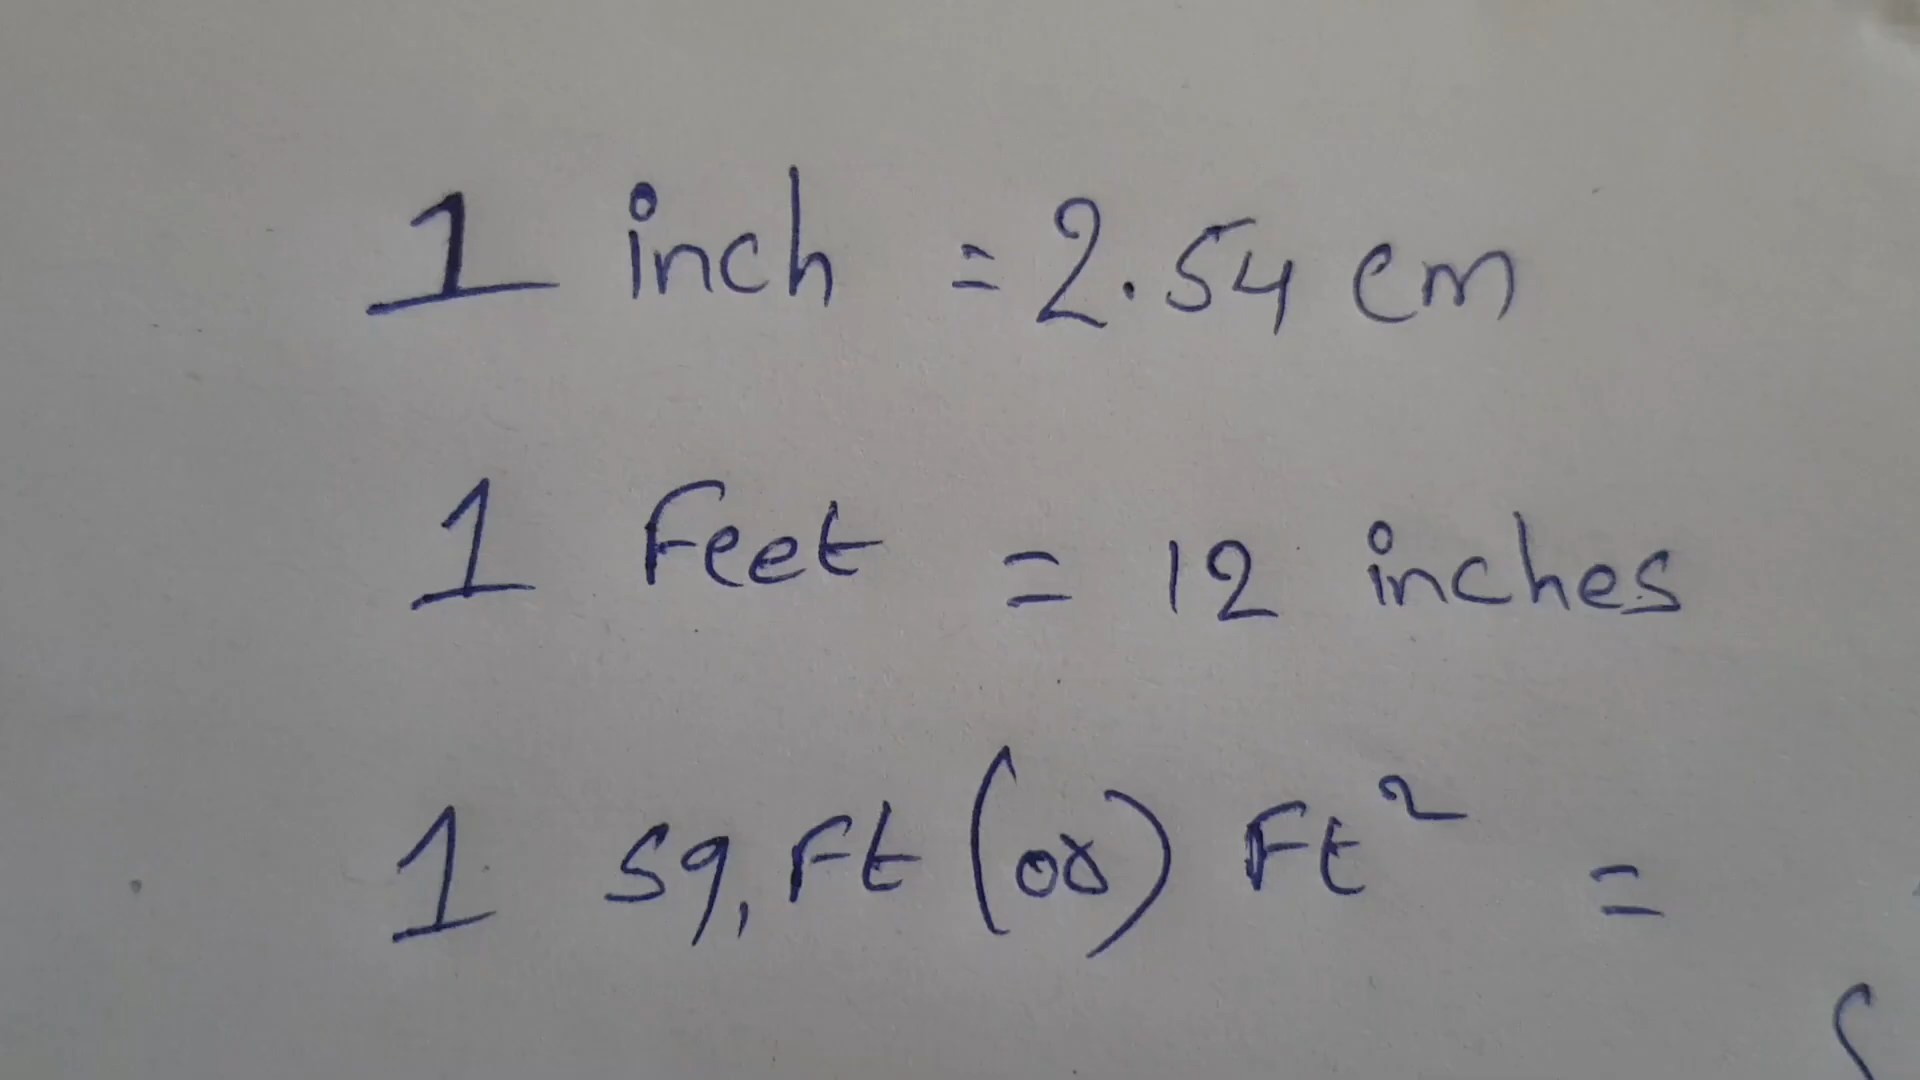 1 inch = 2.54 cm
1 Feet = 12 inches
1 sq, Ft (or) Ft² =